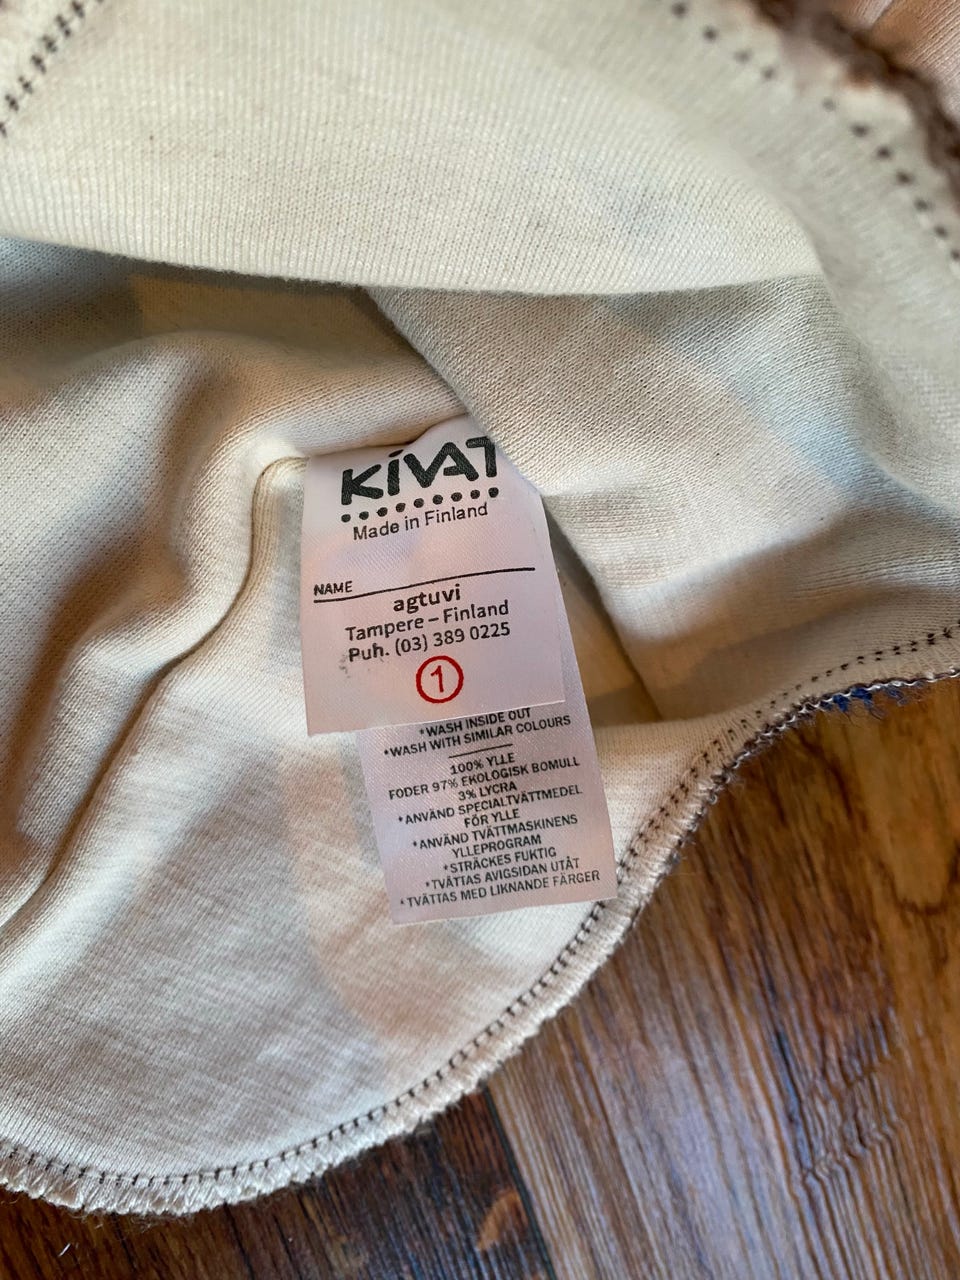 KIVAT
Made in Finland
NAME
agtuvi
Tampere – Finland
Puh. (03) 389 0225
1
*WASH INSIDE OUT
*WASH WITH SIMILAR COLOURS
100% YLLE
FODER 97% EKOLOGISK BOMULL
3% LYCRA
*ANVÄND SPECIALTVÄTTMEDEL
FÖR YLLE
*ANVÄND TVÄTTMASKINENS
YLLEPROGRAM
*STRÄCKES FUKTIG
*TVÄTTAS AVIGSIDAN UTÅT
*TVÄTTAS MED LIKNANDE FÄRGER